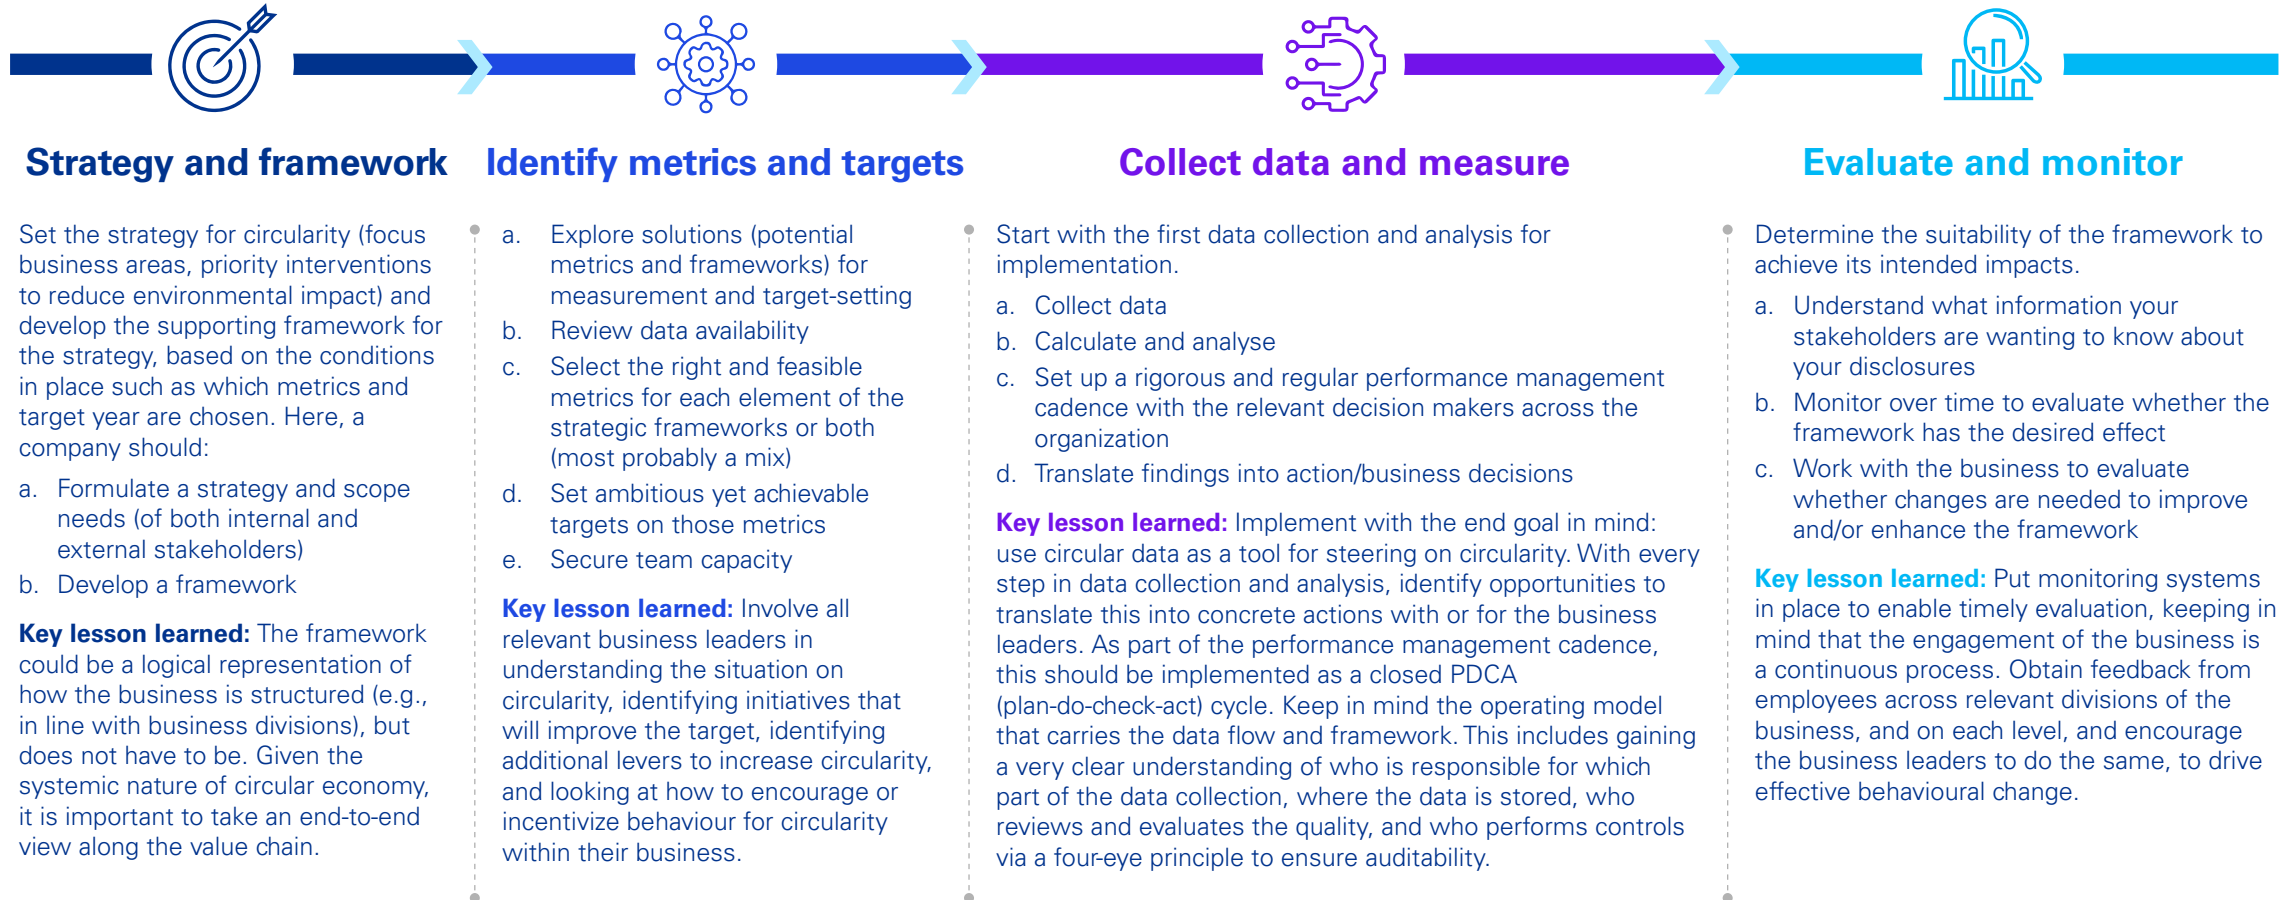 Strategy and framework
Set the strategy for circularity (focus
business areas, priority interventions
to reduce environmental impact) and
develop the supporting framework for
the strategy, based on the conditions
in place such as which metrics and
target year are chosen. Here, a
company should:
a. Formulate a strategy and scope
needs (of both internal and
external stakeholders)
b. Develop a framework
Key lesson learned: The framework
could be a logical representation of
how the business is structured (e.g.,
in line with business divisions), but
does not have to be. Given the
systemic nature of circular economy,
it is important to take an end-to-end
view along the value chain.
Identify metrics and targets
a. Explore solutions (potential
metrics and frameworks) for
measurement and target-setting
b. Review data availability
c. Select the right and feasible
metrics for each element of the
strategic frameworks or both
(most probably a mix)
d. Set ambitious yet achievable
targets on those metrics
e. Secure team capacity
Key lesson learned: Involve all
relevant business leaders in
understanding the situation on
circularity, identifying initiatives that
will improve the target, identifying
additional levers to increase circularity,
and looking at how to encourage or
incentivize behaviour for circularity
within their business.
Collect data and measure
Start with the first data collection and analysis for
implementation.
a. Collect data
b. Calculate and analyse
c. Set up a rigorous and regular performance management
cadence with the relevant decision makers across the
organization
d. Translate findings into action/business decisions
Key lesson learned: Implement with the end goal in mind:
use circular data as a tool for steering on circularity. With every
step in data collection and analysis, identify opportunities to
translate this into concrete actions with or for the business
leaders. As part of the performance management cadence,
this should be implemented as a closed PDCA
(plan-do-check-act) cycle. Keep in mind the operating model
that carries the data flow and framework. This includes gaining
a very clear understanding of who is responsible for which
part of the data collection, where the data is stored, who
reviews and evaluates the quality, and who performs controls
via a four-eye principle to ensure auditability.
Evaluate and monitor
Determine the suitability of the framework to
achieve its intended impacts.
a. Understand what information your
stakeholders are wanting to know about
your disclosures
b. Monitor over time to evaluate whether the
framework has the desired effect
c. Work with the business to evaluate
whether changes are needed to improve
and/or enhance the framework
Key lesson learned: Put monitoring systems
in place to enable timely evaluation, keeping in
mind that the engagement of the business is
a continuous process. Obtain feedback from
employees across relevant divisions of the
business, and on each level, and encourage
the business leaders to do the same, to drive
effective behavioural change.